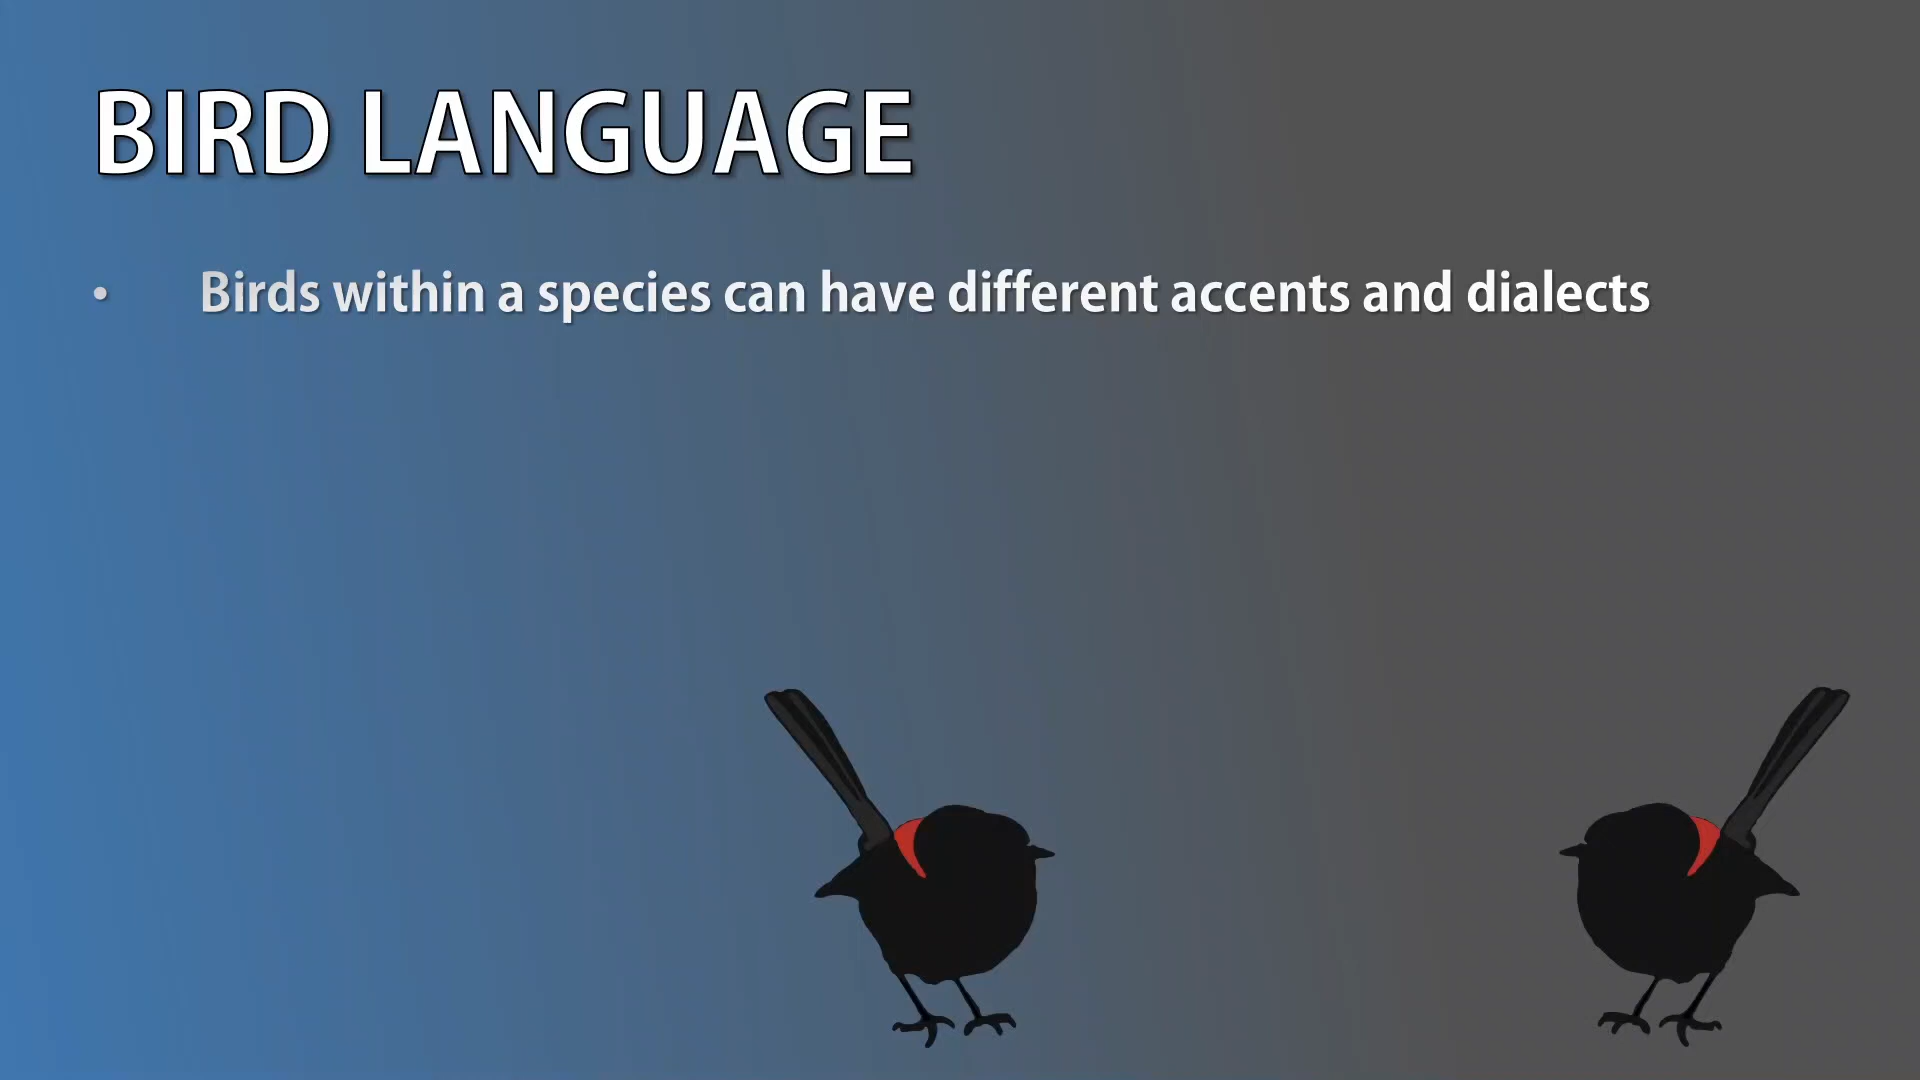 BIRD LANGUAGE
• Birds within a species can have different accents and dialects